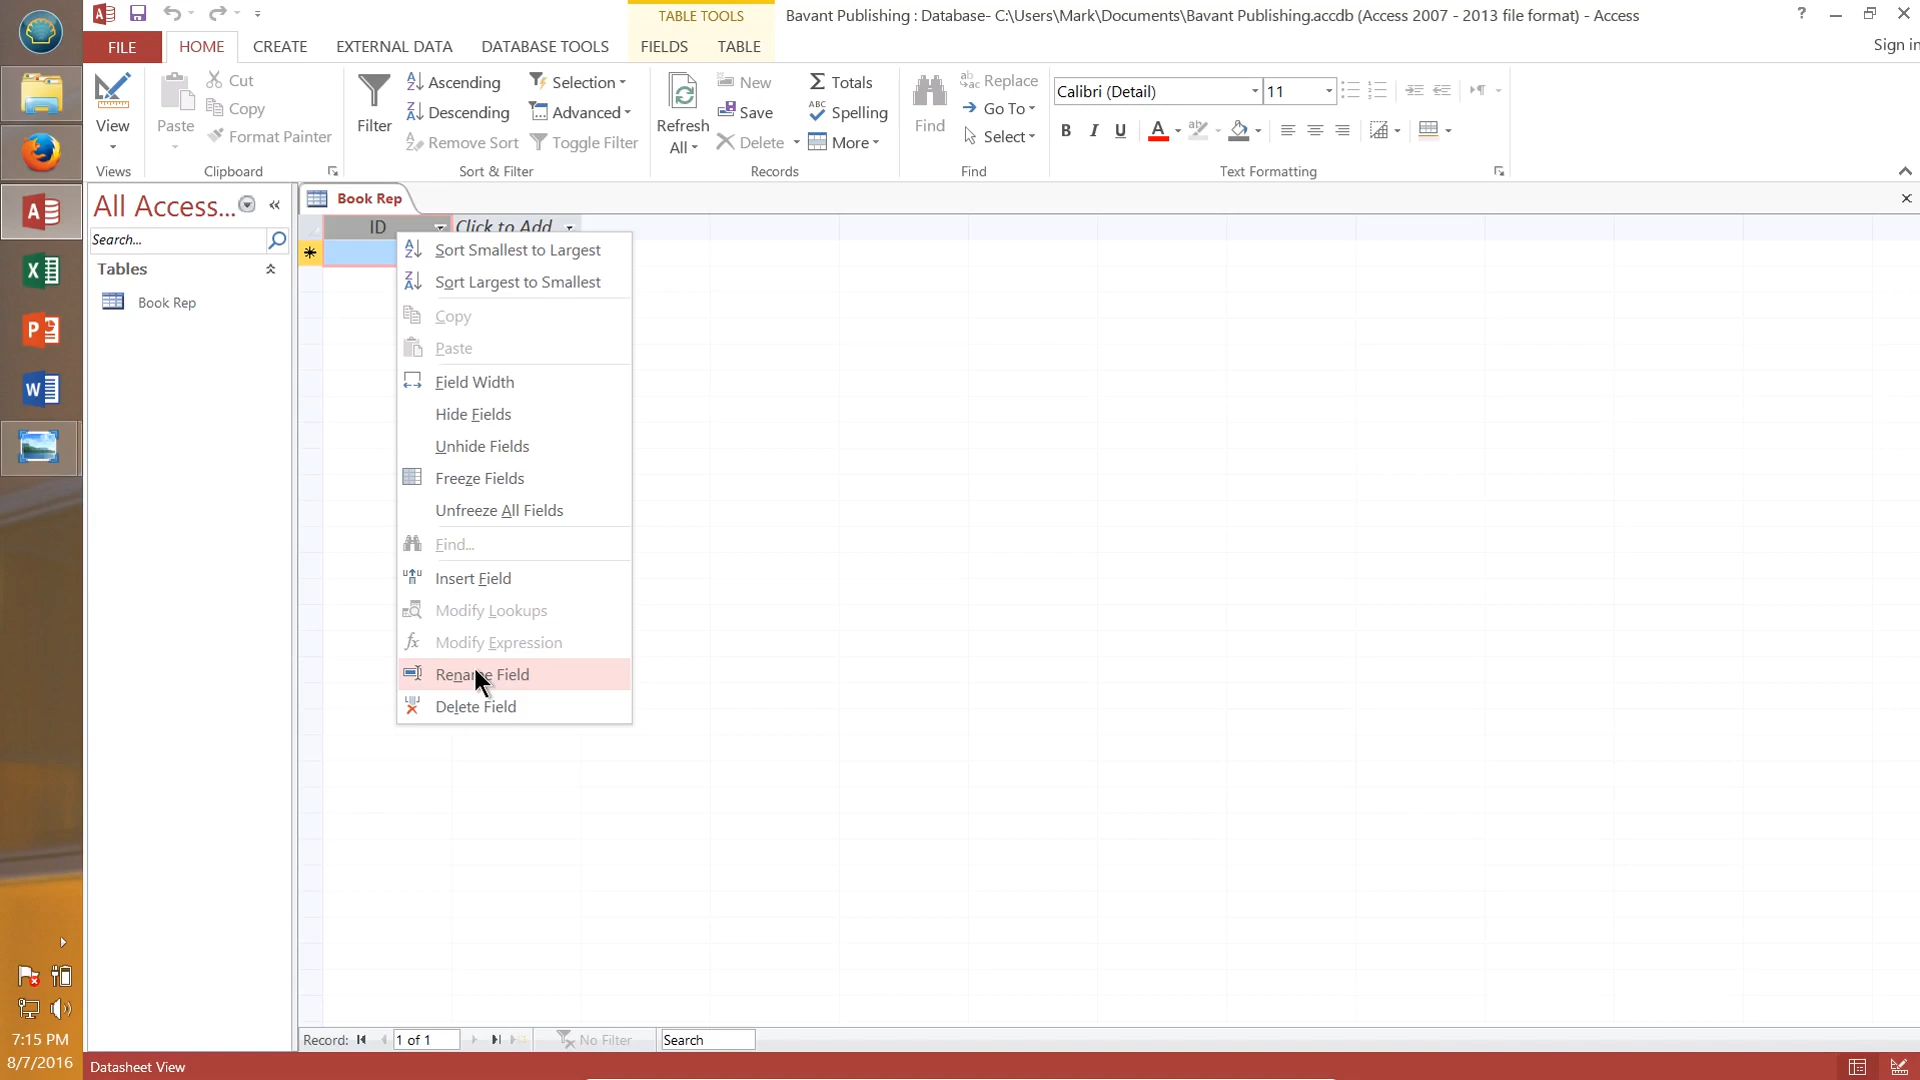 TABLE TOOLS
Bavant Publishing : Database- C:\Users\Mark\Documents\Bavant Publishing.accdb (Access 2007 - 2013 file format) - Access
?
FILE
HOME
CREATE
EXTERNAL DATA
DATABASE TOOLS
FIELDS
TABLE
Sign in
View
Views
Paste
Cut
Copy
Format Painter
Clipboard
Filter
Ascending
Descending
Remove Sort
Selection
Advanced
Toggle Filter
Sort & Filter
Refresh
All
New
Save
Delete
Totals
Spelling
More
Records
Find
Replace
Go To
Select
Find
Calibri (Detail)
11
B I U A
Text Formatting
All Access...
Search...
Tables
Book Rep
Book Rep
ID
Click to Add
Sort Smallest to Largest
Sort Largest to Smallest
Copy
Paste
Field Width
Hide Fields
Unhide Fields
Freeze Fields
Unfreeze All Fields
Find...
Insert Field
Modify Lookups
Modify Expression
Rename Field
Delete Field
Record:
1 of 1
No Filter
Search
7:15 PM
8/7/2016
Datasheet View